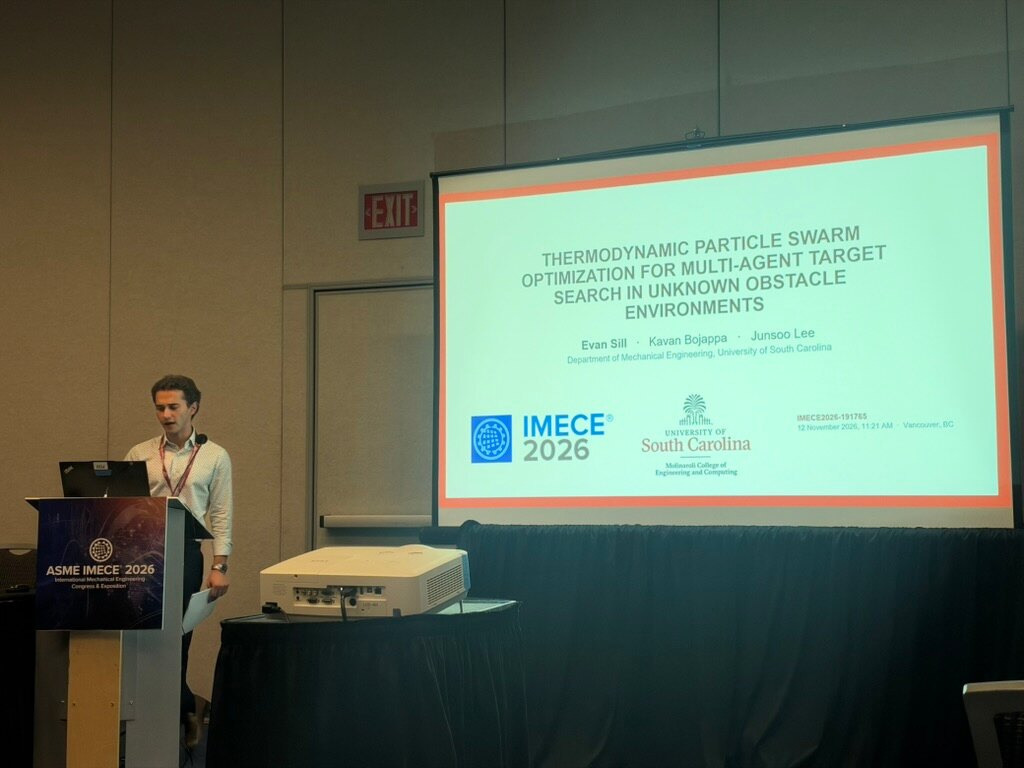 EXIT
THERMODYNAMIC PARTICLE SWARM
OPTIMIZATION FOR MULTI-AGENT TARGET
SEARCH IN UNKNOWN OBSTACLE
ENVIRONMENTS
Evan Sill · Kavan Bojappa · Junsoo Lee
Department of Mechanical Engineering, University of South Carolina
IMECE®
2026
UNIVERSITY OF
South Carolina
Molinaroli College of
Engineering and Computing
IMECE2026-191765
12 November 2026, 11:21 AM · Vancouver, BC
ASME IMECE® 2026
International Mechanical Engineering
Congress & Exposition